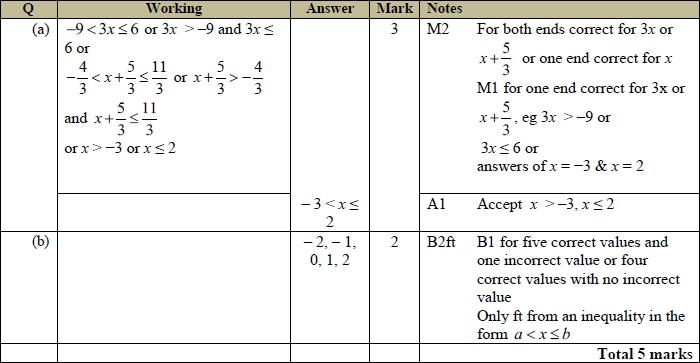 Q Working Answer Mark Notes
(a) −9 < 3x ≤ 6 or 3x > −9 and 3x ≤ 3 M2 For both ends correct for 3x or
6 or
−4/3 < x + 5/3 ≤ 11/3 or x + 5/3 > −4/3
x + 5/3 or one end correct for x
M1 for one end correct for 3x or
and x + 5/3 ≤ 11/3
x + 5/3, eg 3x > −9 or
or x > −3 or x ≤ 2
3x ≤ 6 or
answers of x = −3 & x = 2
−3 < x ≤ A1 Accept x > −3, x ≤ 2
2
(b) −2, −1, 2 B2ft B1 for five correct values and
0, 1, 2 one incorrect value or four
correct values with no incorrect
value
Only ft from an inequality in the
form a < x ≤ b
Total 5 marks